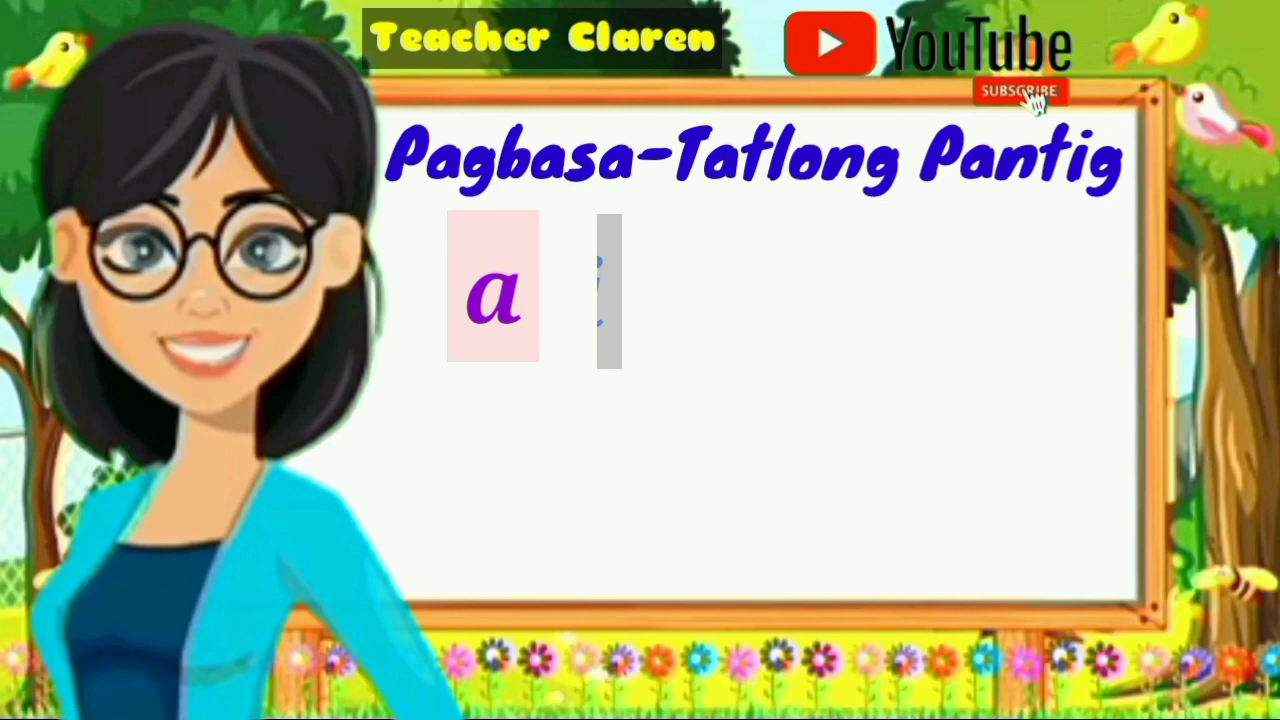 Teacher Claren
YouTube
SUBSCRIBE
Pagbasa-Tatlong Pantig
a i